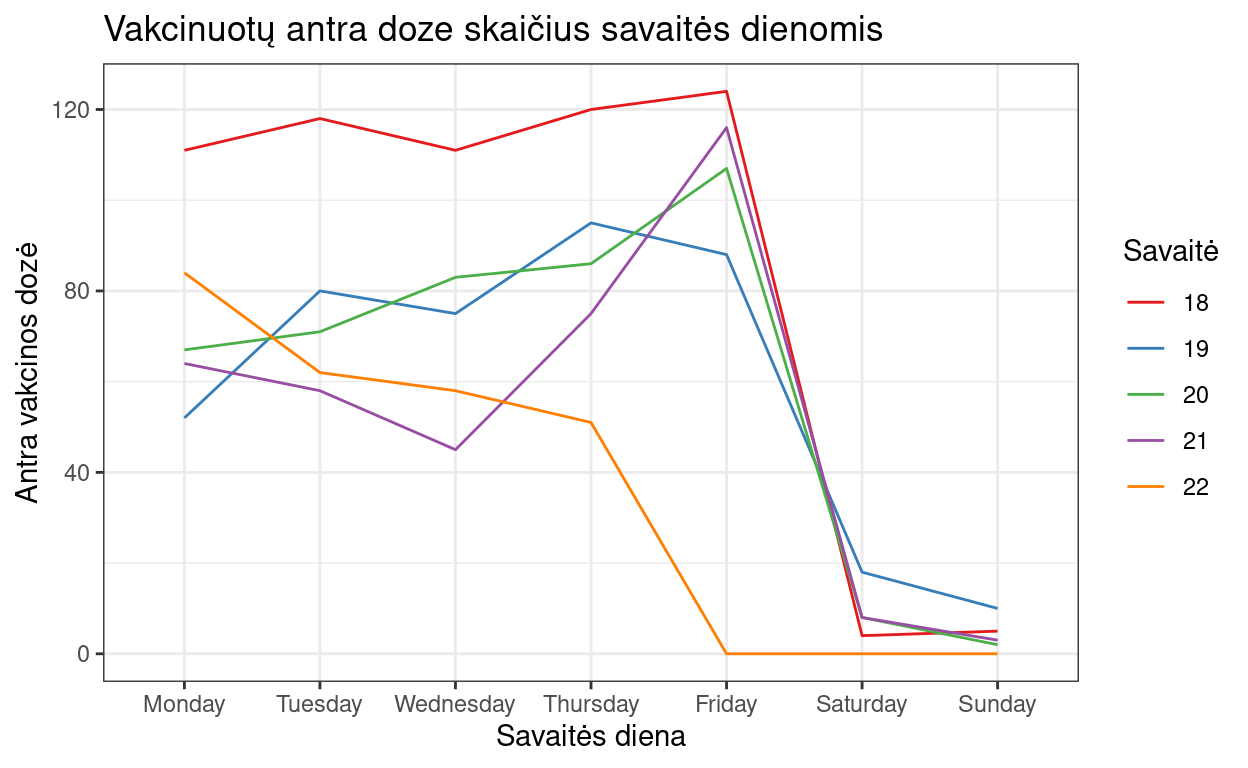 Vakcinuotų antra doze skaičius savaitės dienomis
Antra vakcinos dozė
120
80
40
0
Monday Tuesday Wednesday Thursday Friday Saturday Sunday
Savaitės diena
Savaitė
18
19
20
21
22